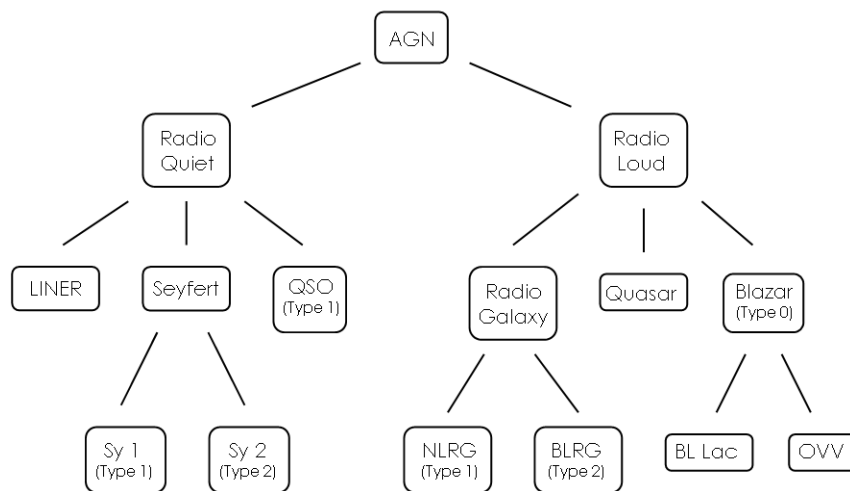 AGN
Radio
Quiet
Radio
Loud
LINER
Seyfert
QSO
(Type 1)
Radio
Galaxy
Quasar
Blazar
(Type 0)
Sy 1
(Type 1)
Sy 2
(Type 2)
NLRG
(Type 1)
BLRG
(Type 2)
BL Lac
OVV